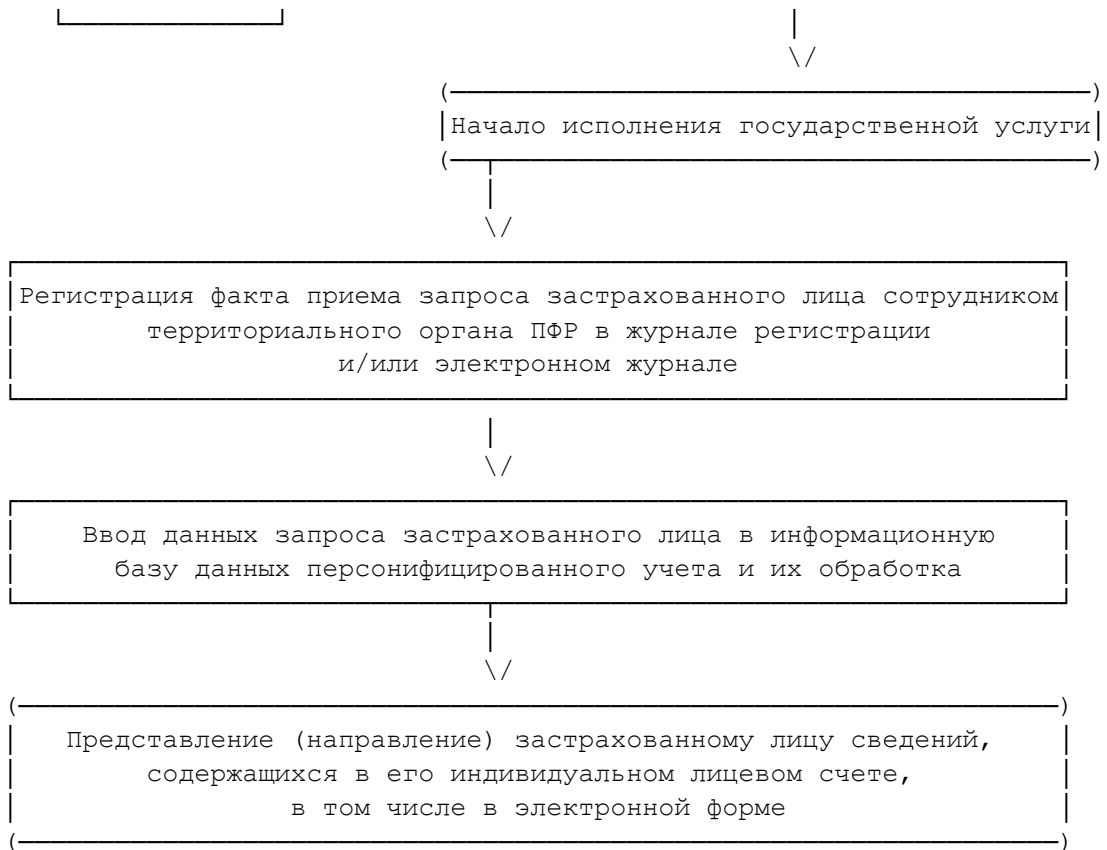 Начало исполнения государственной услуги
Регистрация факта приема запроса застрахованного лица сотрудником
территориального органа ПФР в журнале регистрации
и/или электронном журнале
Ввод данных запроса застрахованного лица в информационную
базу данных персонифицированного учета и их обработка
Представление (направление) застрахованному лицу сведений,
содержащихся в его индивидуальном лицевом счете,
в том числе в электронной форме